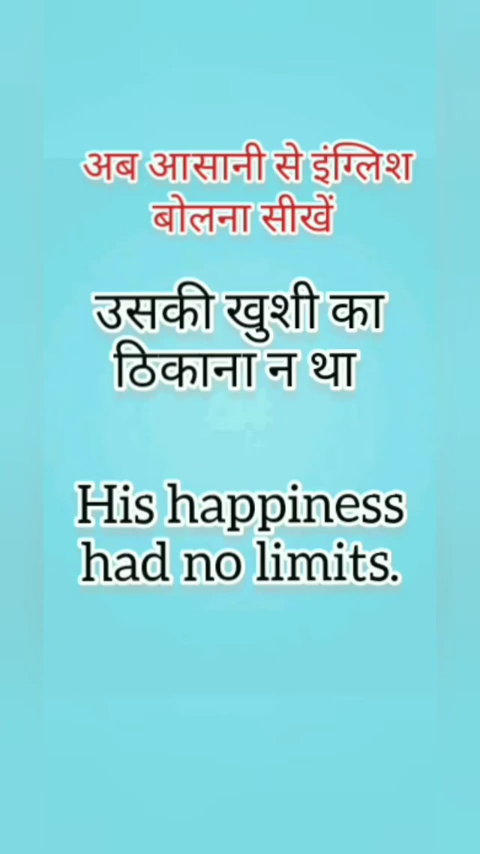 अब आसानी से इंग्लिश
बोलना सीखें
उसकी खुशी का
ठिकाना न था
His happiness
had no limits.